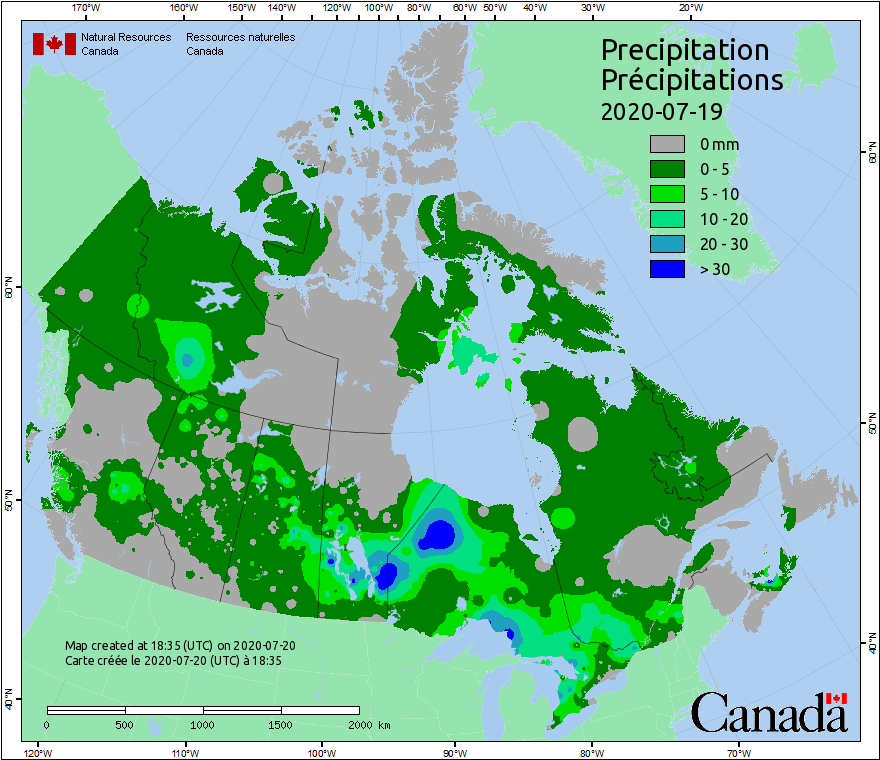 170°W 160°W 150°W 140°W 130°W 120°W 110°W 100°W 90°W 80°W 70°W 60°W 50°W 40°W 30°W 20°W
Natural Resources Ressources naturelles
Canada Canada
Precipitation
Précipitations
2020-07-19
0 mm
0 - 5
5 - 10
10 - 20
20 - 30
> 30
60°N 60°N
50°N 50°N
40°N 40°N
Map created at 18:35 (UTC) on 2020-07-20
Carte créée le 2020-07-20 (UTC) à 18:35
0 500 1000 1500 2000 km
Canada
120°W 110°W 100°W 90°W 80°W 70°W